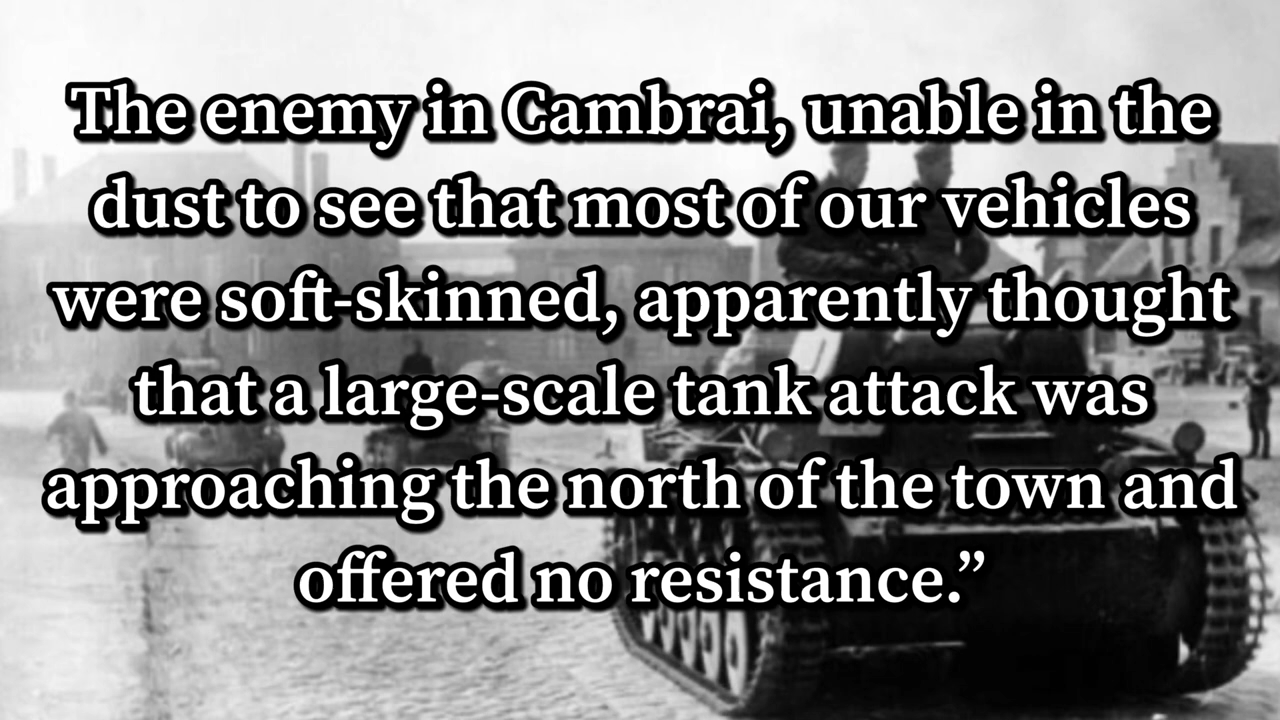 The enemy in Cambrai, unable in the
dust to see that most of our vehicles
were soft-skinned, apparently thought
that a large-scale tank attack was
approaching the north of the town and
offered no resistance.”